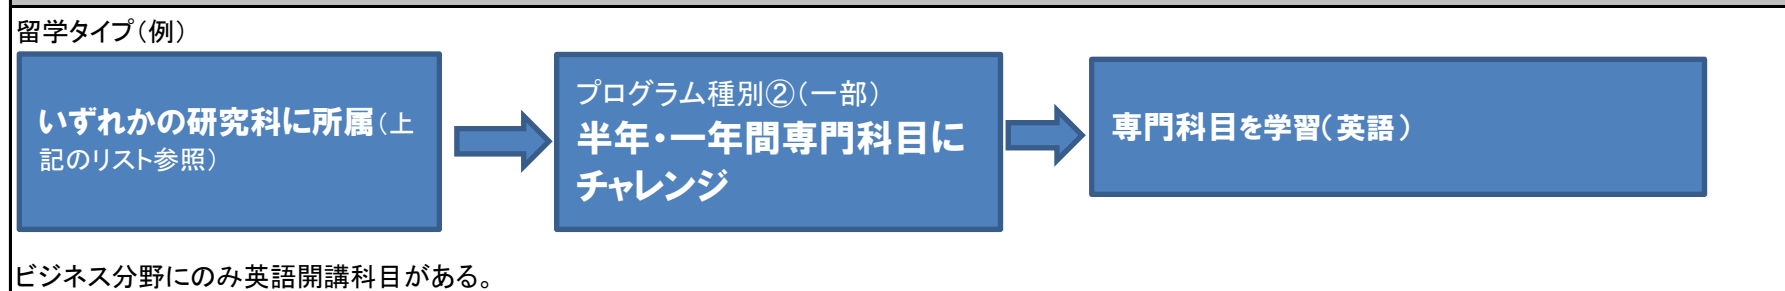 留学タイプ(例)
いずれかの研究科に所属(上
記のリスト参照)
プログラム種別②(一部)
半年・一年間専門科目に
チャレンジ
専門科目を学習(英語)
ビジネス分野にのみ英語開講科目がある。